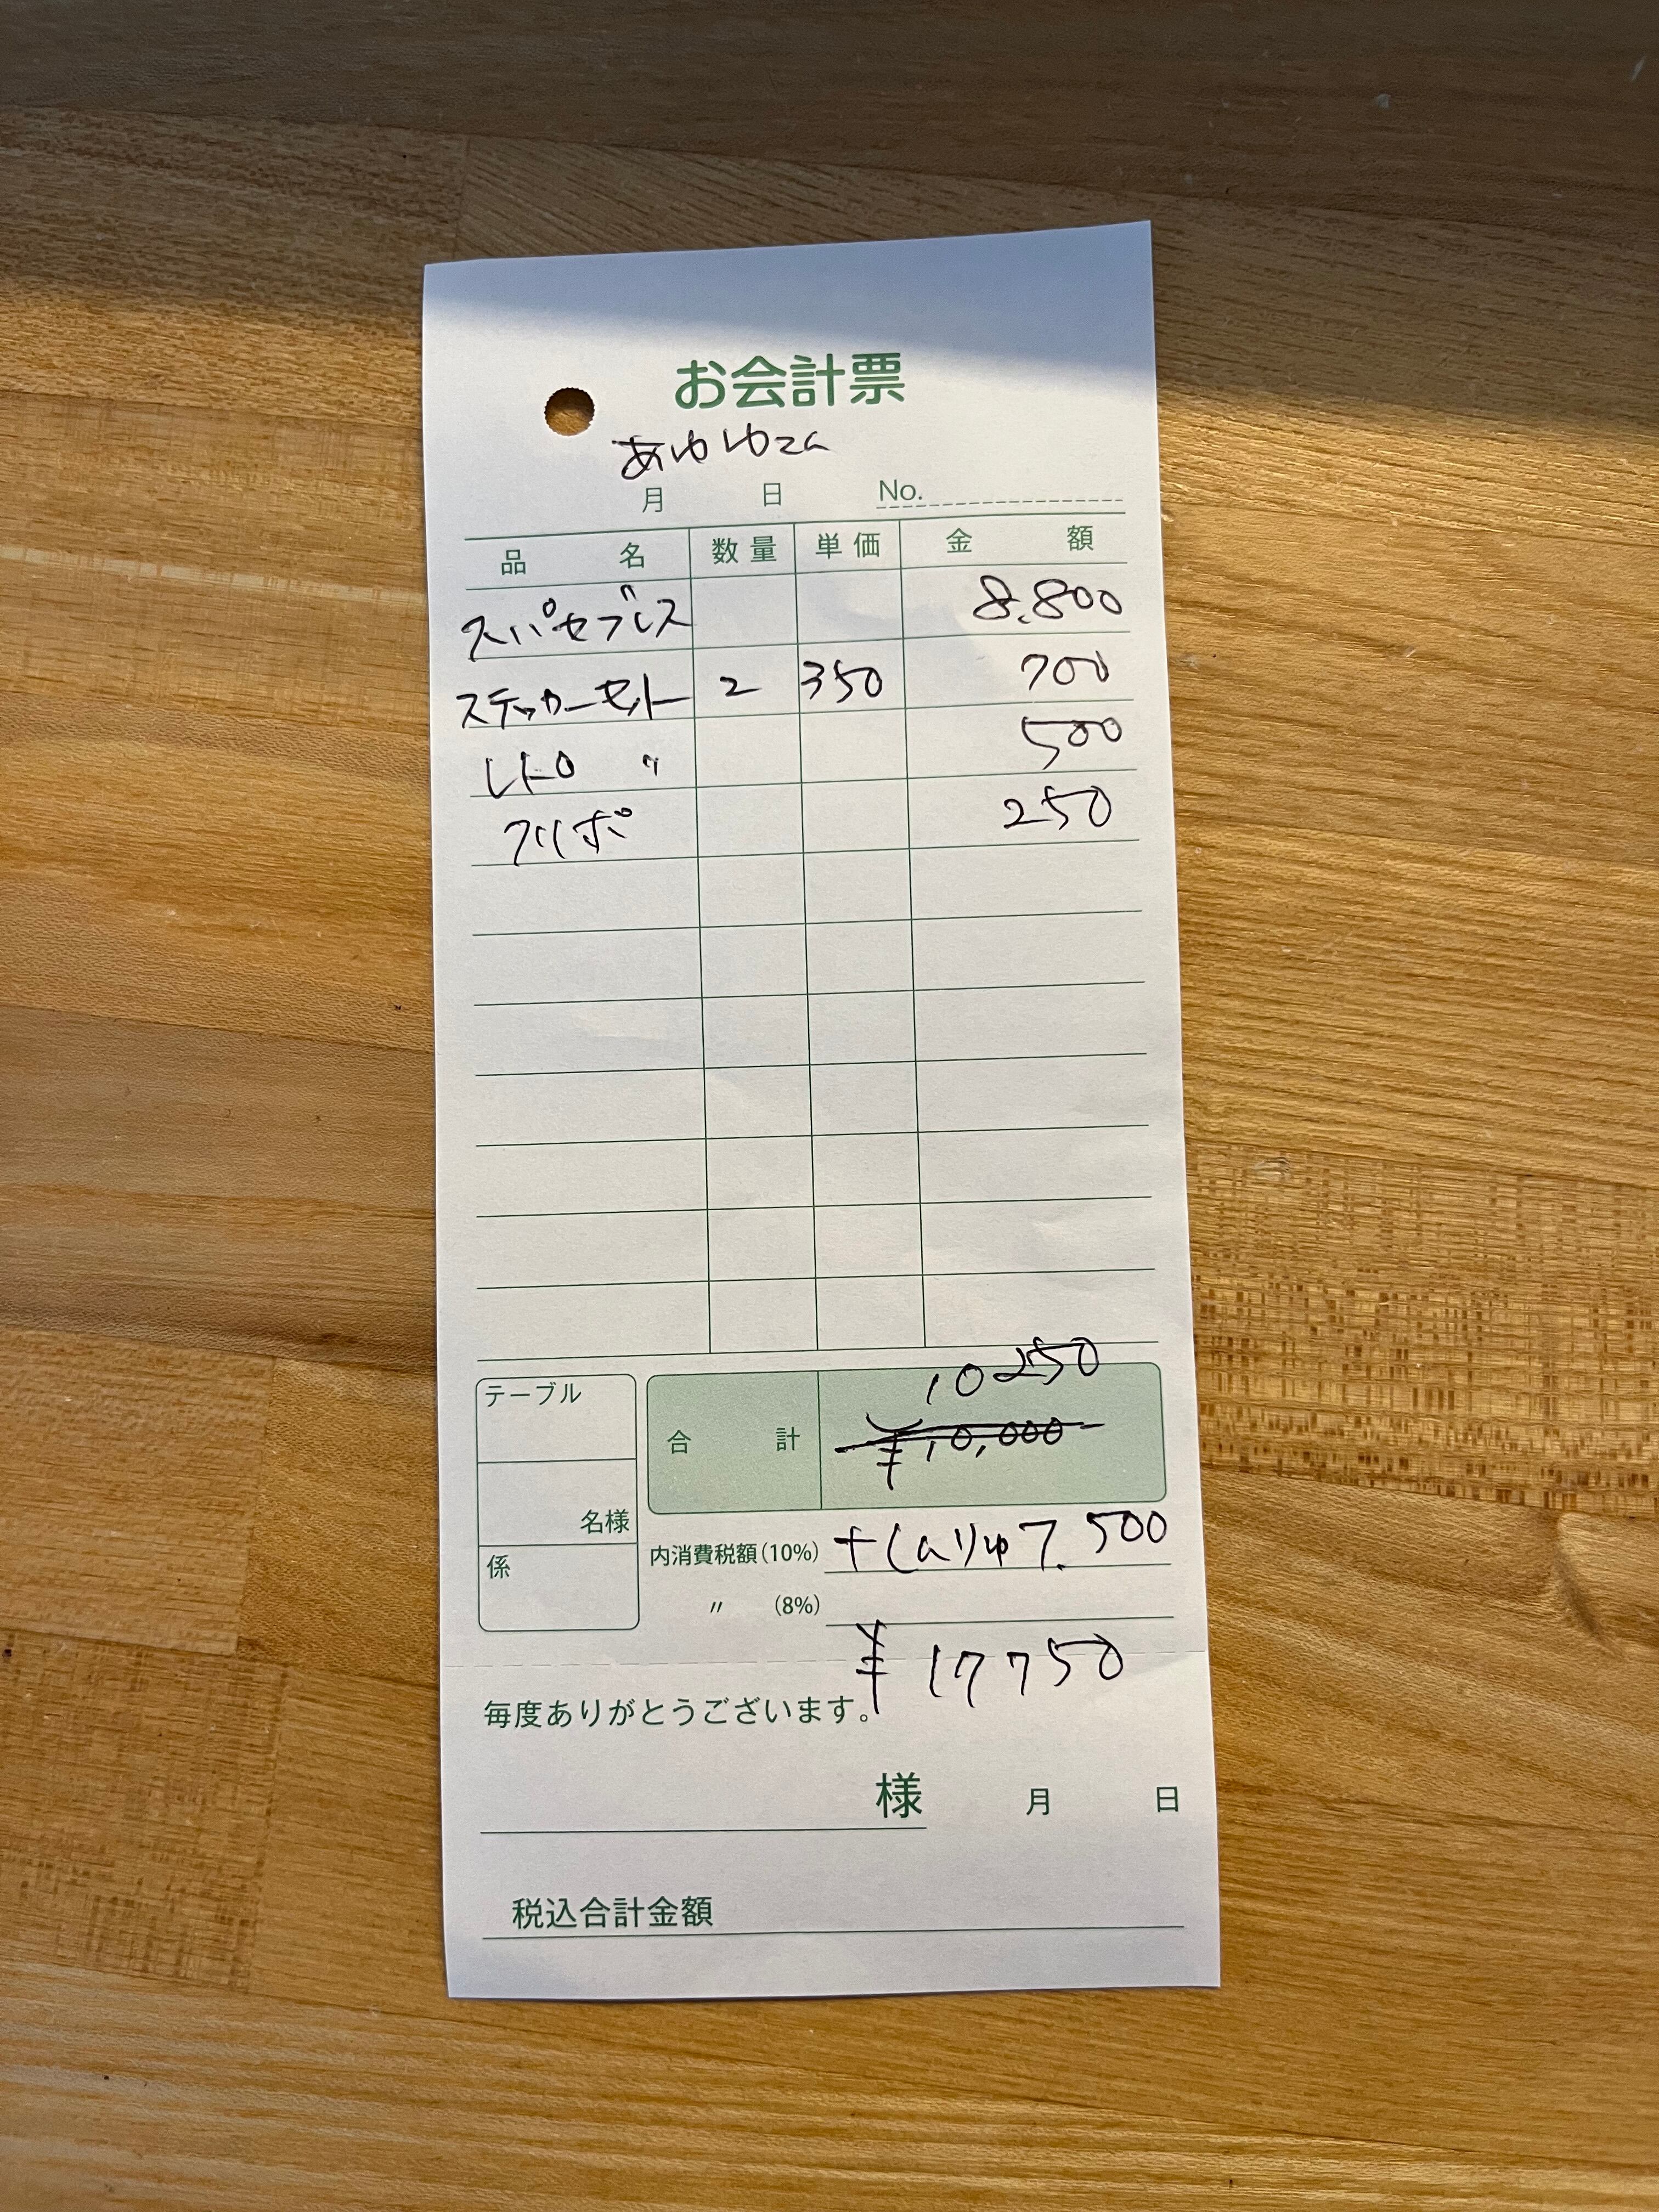 お会計票
あゆゆさん
月 日 No.
品名 数量 単価 金額
スパセブレス 8.800
ステッカーセット 2 350 700
レトロ 〃 500
クリポ 250
テーブル
名様
係
合計
10250
¥10,000
内消費税額(10%) +しんりゅう 7.500
〃 (8%)
¥17750
毎度ありがとうございます。
様 月 日
税込合計金額